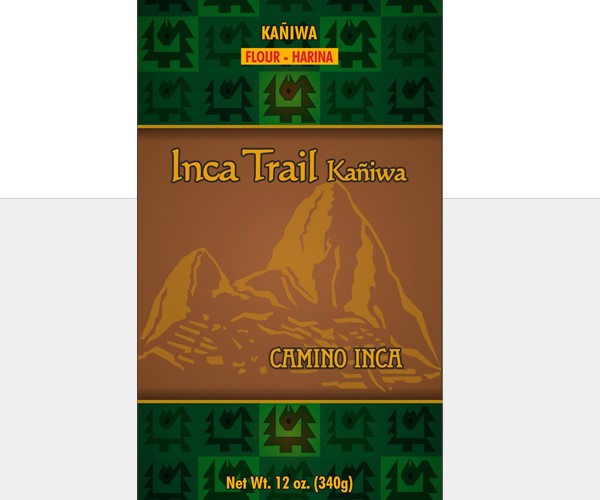 KAÑIWA
FLOUR - HARINA
Inca Trail Kañiwa
CAMINO INCA
Net Wt. 12 oz. (340g)